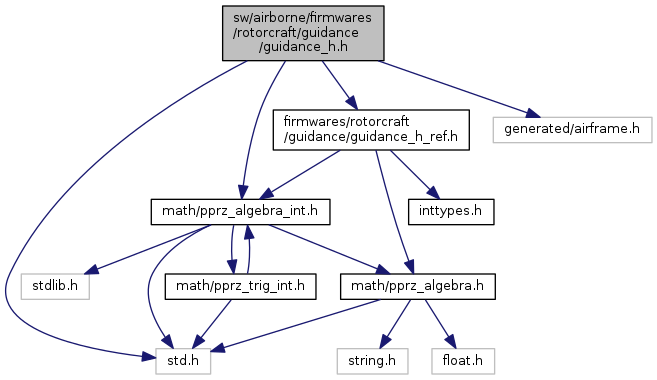 sw/airborne/firmwares
/rotorcraft/guidance
/guidance_h.h
firmwares/rotorcraft
/guidance/guidance_h_ref.h
generated/airframe.h
math/pprz_algebra_int.h
inttypes.h
stdlib.h
math/pprz_trig_int.h
math/pprz_algebra.h
std.h
string.h
float.h